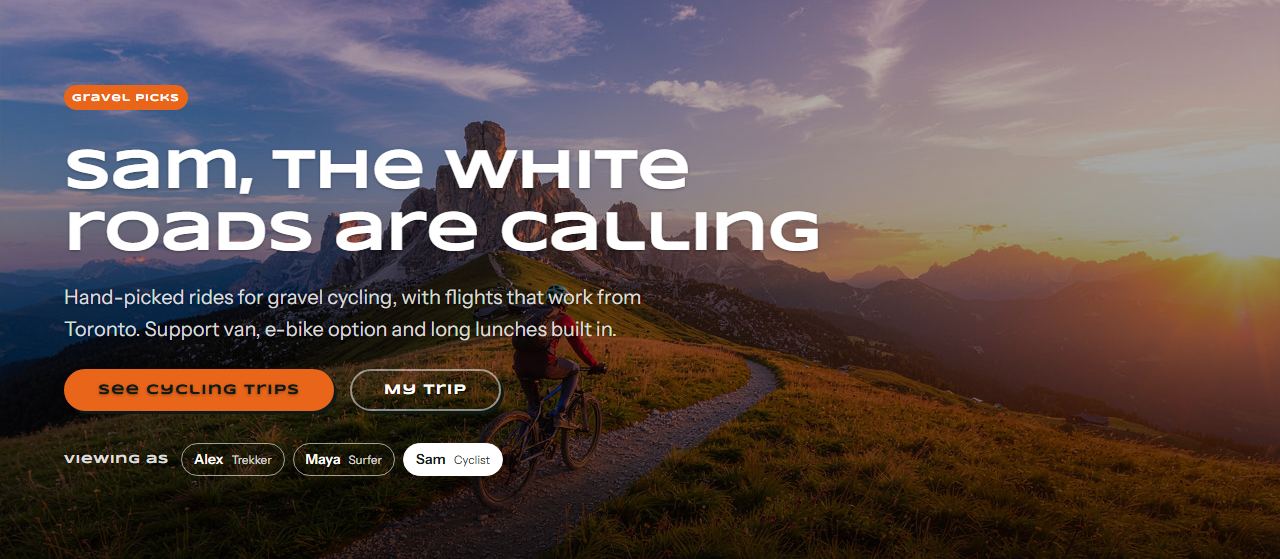 Gravel picks
Sam, the white
roads are calling
Hand-picked rides for gravel cycling, with flights that work from
Toronto. Support van, e-bike option and long lunches built in.
See cycling trips
My trip
Viewing as
Alex Trekker
Maya Surfer
Sam Cyclist